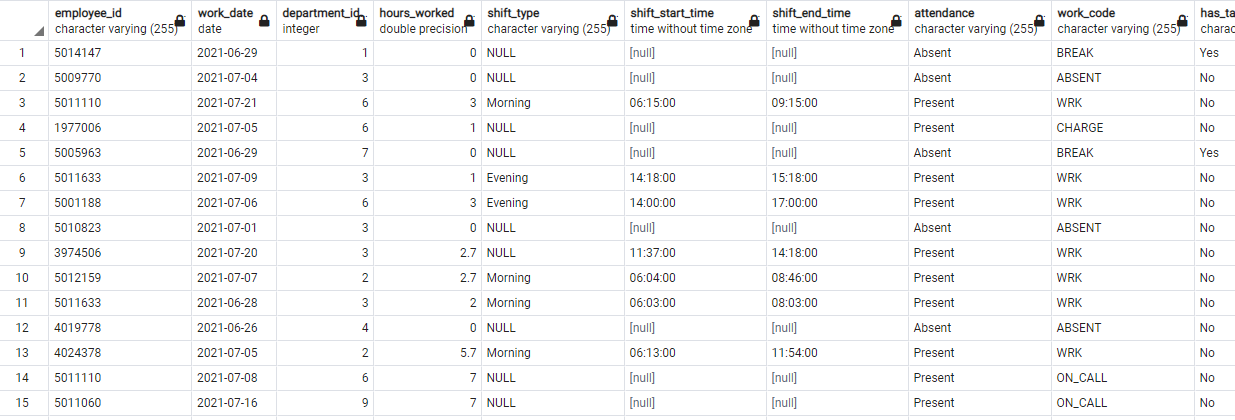 employee_id work_date department_id hours_worked shift_type shift_start_time shift_end_time attendance work_code has_ta
character varying (255) date integer double precision character varying (255) time without time zone time without time zone character varying (255) character varying (255) charac
1 5014147 2021-06-29 1 0 NULL [null] [null] Absent BREAK Yes
2 5009770 2021-07-04 3 0 NULL [null] [null] Absent ABSENT No
3 5011110 2021-07-21 6 3 Morning 06:15:00 09:15:00 Present WRK No
4 1977006 2021-07-05 6 1 NULL [null] [null] Present CHARGE No
5 5005963 2021-06-29 7 0 NULL [null] [null] Absent BREAK Yes
6 5011633 2021-07-09 3 1 Evening 14:18:00 15:18:00 Present WRK No
7 5001188 2021-07-06 6 3 Evening 14:00:00 17:00:00 Present WRK No
8 5010823 2021-07-01 3 0 NULL [null] [null] Absent ABSENT No
9 3974506 2021-07-20 3 2.7 NULL 11:37:00 14:18:00 Present WRK No
10 5012159 2021-07-07 2 2.7 Morning 06:04:00 08:46:00 Present WRK No
11 5011633 2021-06-28 3 2 Morning 06:03:00 08:03:00 Present WRK No
12 4019778 2021-06-26 4 0 NULL [null] [null] Absent ABSENT No
13 4024378 2021-07-05 2 5.7 Morning 06:13:00 11:54:00 Present WRK No
14 5011110 2021-07-08 6 7 NULL [null] [null] Present ON_CALL No
15 5011060 2021-07-16 9 7 NULL [null] [null] Present ON_CALL No